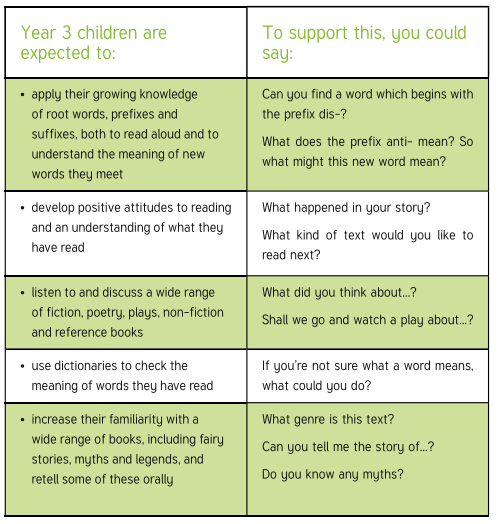 Year 3 children are
expected to:
To support this, you could
say:
• apply their growing knowledge
of root words, prefixes and
suffixes, both to read aloud and to
understand the meaning of new
words they meet
Can you find a word which begins with
the prefix dis-?
What does the prefix anti- mean? So
what might this new word mean?
• develop positive attitudes to reading
and an understanding of what they
have read
What happened in your story?
What kind of text would you like to
read next?
• listen to and discuss a wide range
of fiction, poetry, plays, non-fiction
and reference books
What did you think about...?
Shall we go and watch a play about...?
• use dictionaries to check the
meaning of words they have read
If you're not sure what a word means,
what could you do?
• increase their familiarity with a
wide range of books, including fairy
stories, myths and legends, and
retell some of these orally
What genre is this text?
Can you tell me the story of...?
Do you know any myths?